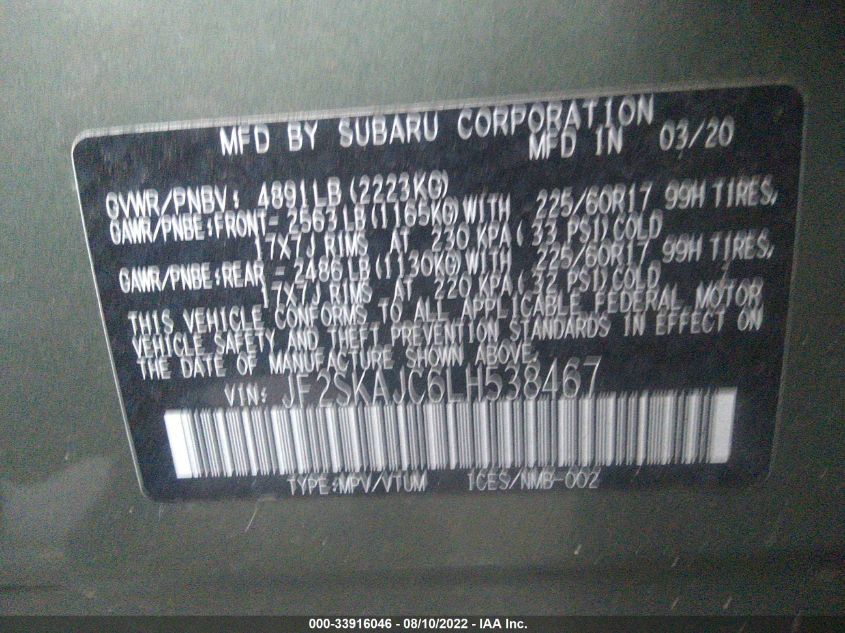 MFD BY SUBARU CORPORATION
MFD IN 03/20
GVWR/PNBV: 4891LB(2223KG)
GAWR/PNBE:FRONT- 2563LB(1165KG)WITH 225/60R17 99H TIRES,
17X7J RIMS AT 230 KPA( 33 PSI)COLD
GAWR/PNBE:REAR - 2486LB(1130KG)WITH 225/60R17 99H TIRES,
17X7J RIMS AT 220 KPA( 32 PSI)COLD
THIS VEHICLE CONFORMS TO ALL APPLICABLE FEDERAL MOTOR
VEHICLE SAFETY AND THEFT PREVENTION STANDARDS IN EFFECT ON
THE DATE OF MANUFACTURE SHOWN ABOVE.
VIN: JF2SKAJC6LH538467
TYPE:MPV/VTUM ICES/NMB-002
000-33916046 - 08/10/2022 - IAA Inc.